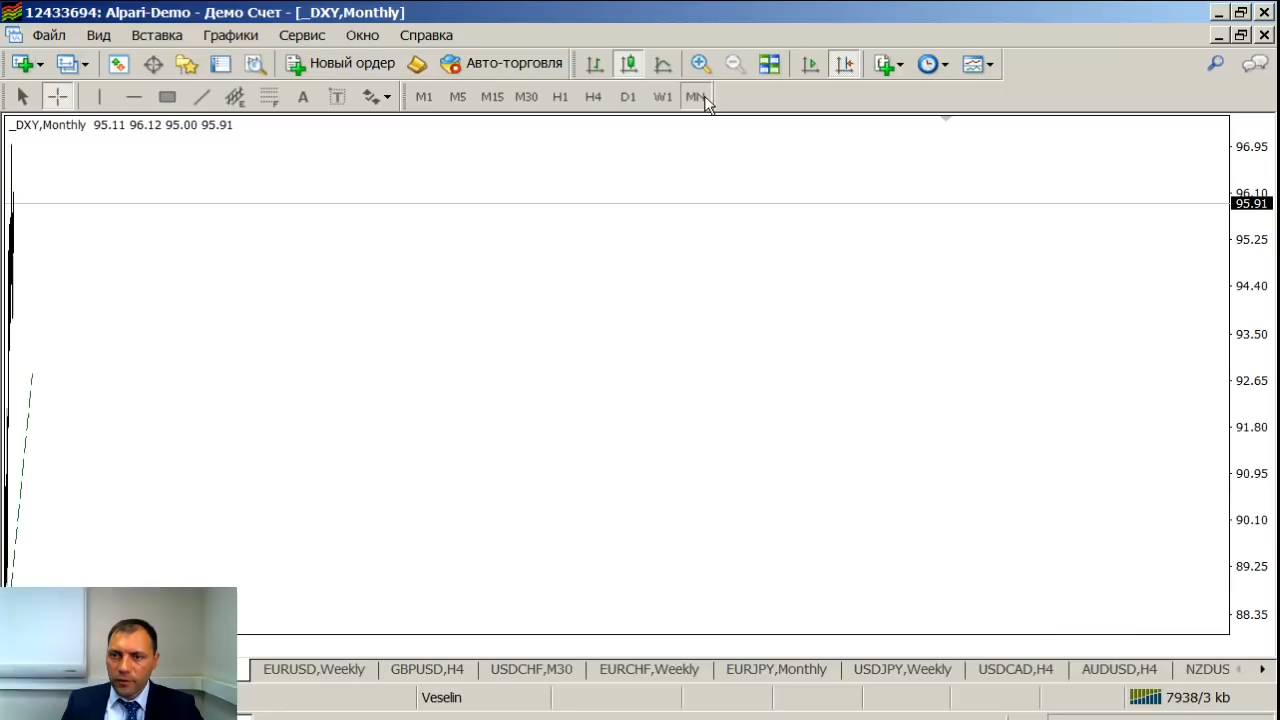 12433694: Alpari-Demo - Демо Счет - [_DXY,Monthly]
Файл Вид Вставка Графики Сервис Окно Справка
Новый ордер Авто-торговля
A T M1 M5 M15 M30 H1 H4 D1 W1 MN
_DXY,Monthly 95.11 96.12 95.00 95.91
96.95
96.10
95.91
95.25
94.40
93.50
92.65
91.80
90.95
90.10
89.25
88.35
EURUSD,Weekly GBPUSD,H4 USDCHF,M30 EURCHF,Weekly EURJPY,Monthly USDJPY,Weekly USDCAD,H4 AUDUSD,H4 NZDUS
Veselin 7938/3 kb